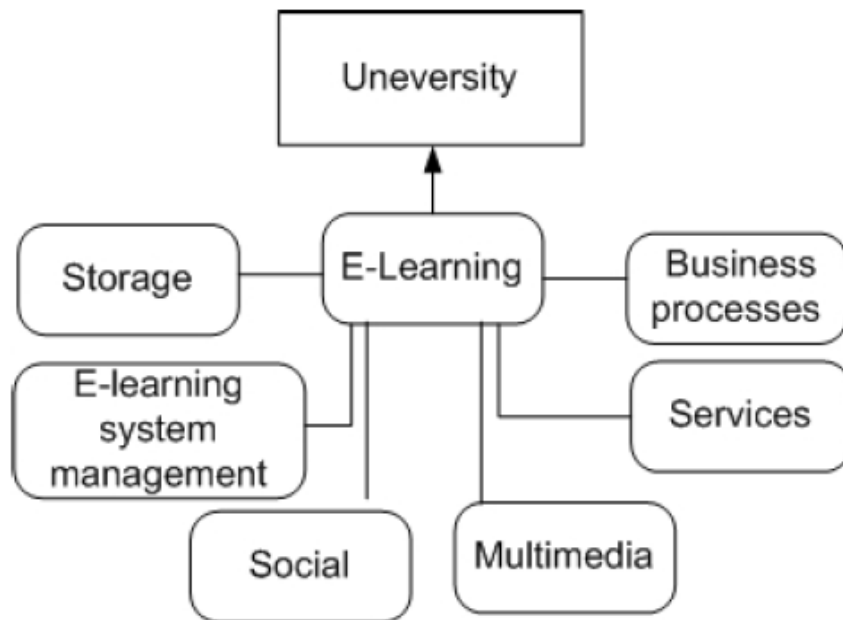 Uneversity
E-Learning
Storage
Business
processes
E-learning
system
management
Services
Social
Multimedia